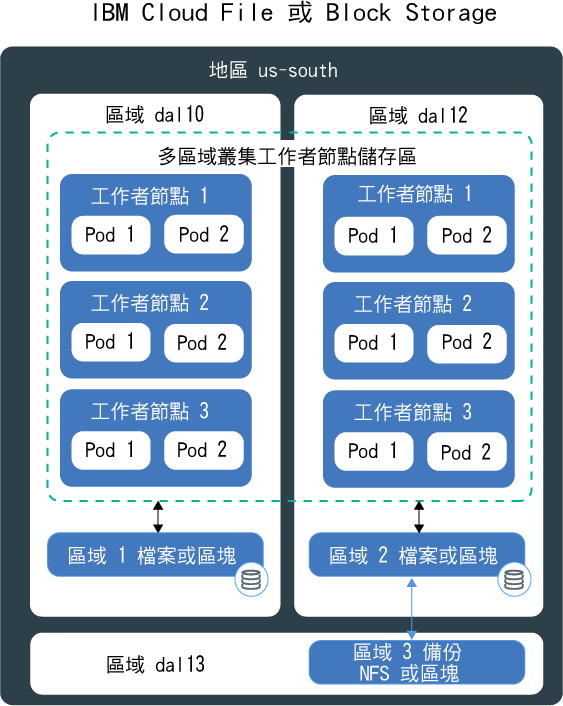 IBM Cloud File 或 Block Storage
地區 us-south
區域 dal10
區域 dal12
多區域叢集工作者節點儲存區
工作者節點 1
Pod 1
Pod 2
工作者節點 2
Pod 1
Pod 2
工作者節點 3
Pod 1
Pod 2
工作者節點 1
Pod 1
Pod 2
工作者節點 2
Pod 1
Pod 2
工作者節點 3
Pod 1
Pod 2
區域 1 檔案或區塊
區域 2 檔案或區塊
區域 dal13
區域 3 備份
NFS 或區塊